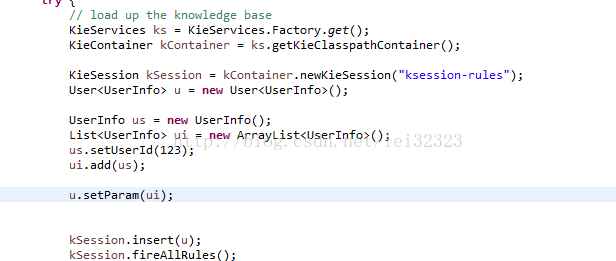 try {
// load up the knowledge base
KieServices ks = KieServices.Factory.get();
KieContainer kContainer = ks.getKieClasspathContainer();
KieSession kSession = kContainer.newKieSession("ksession-rules");
User<UserInfo> u = new User<UserInfo>();
UserInfo us = new UserInfo();
List<UserInfo> ui = new ArrayList<UserInfo>();
http://blog.csdn.net/lei32323
us.setUserId(123);
ui.add(us);
u.setParam(ui);
kSession.insert(u);
kSession.fireAllRules();